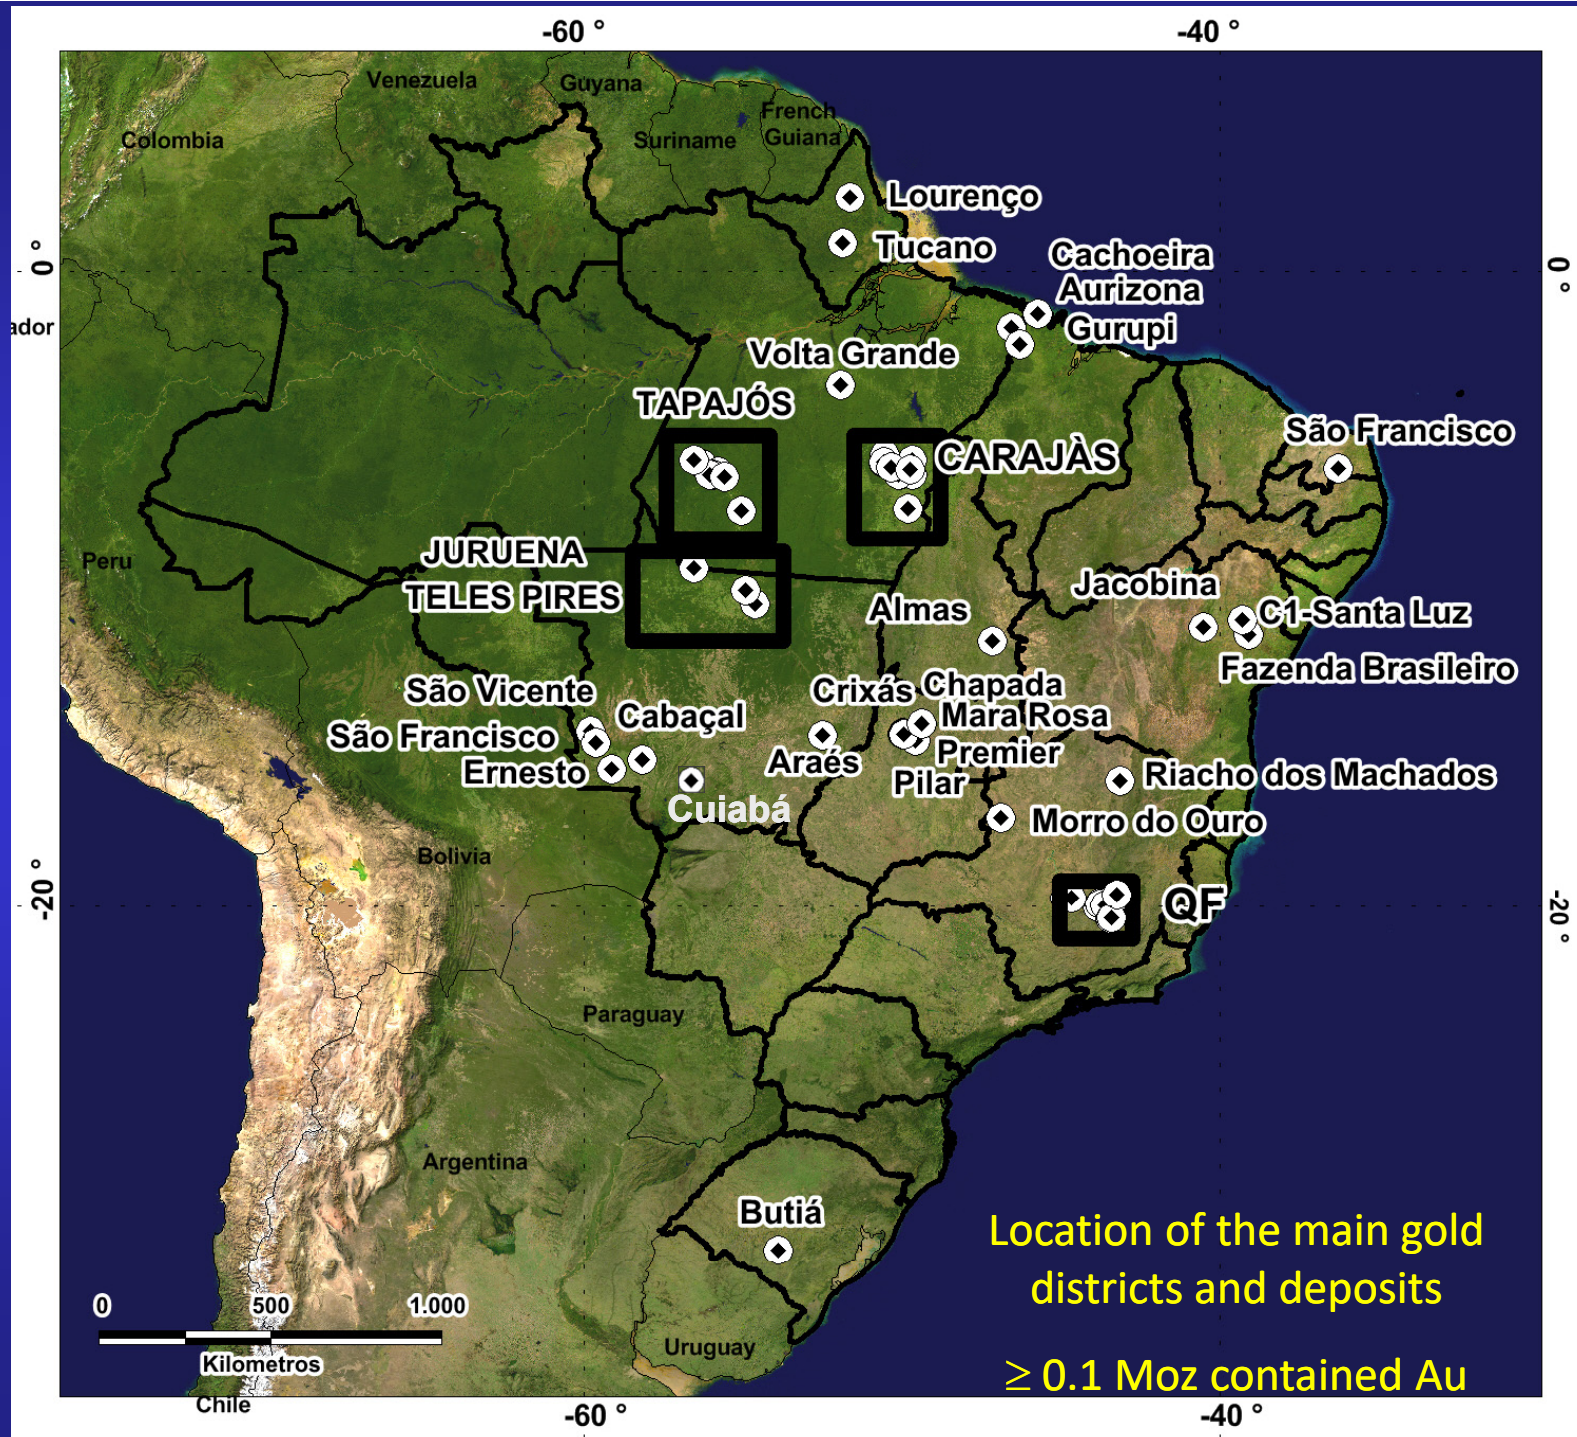 -60 °
-40 °
Venezuela
Guyana
French
Guiana
Colombia
Suriname
Lourenço
Tucano
0 °
0 °
Cachoeira
Aurizona
Gurupi
ador
Volta Grande
TAPAJÓS
São Francisco
CARAJÀS
Peru
JURUENA
TELES PIRES
Almas
Jacobina
C1-Santa Luz
Fazenda Brasileiro
São Vicente
Cabaçal
Crixás
Chapada
Mara Rosa
São Francisco
Araés
Premier
Ernesto
Pilar
Riacho dos Machados
Cuiabá
Morro do Ouro
Bolivia
-20 °
-20 °
QF
Paraguay
Argentina
Butiá
Location of the main gold
districts and deposits
≥ 0.1 Moz contained Au
0 500 1.000
Kilometros
Uruguay
Chile
-60 °
-40 °